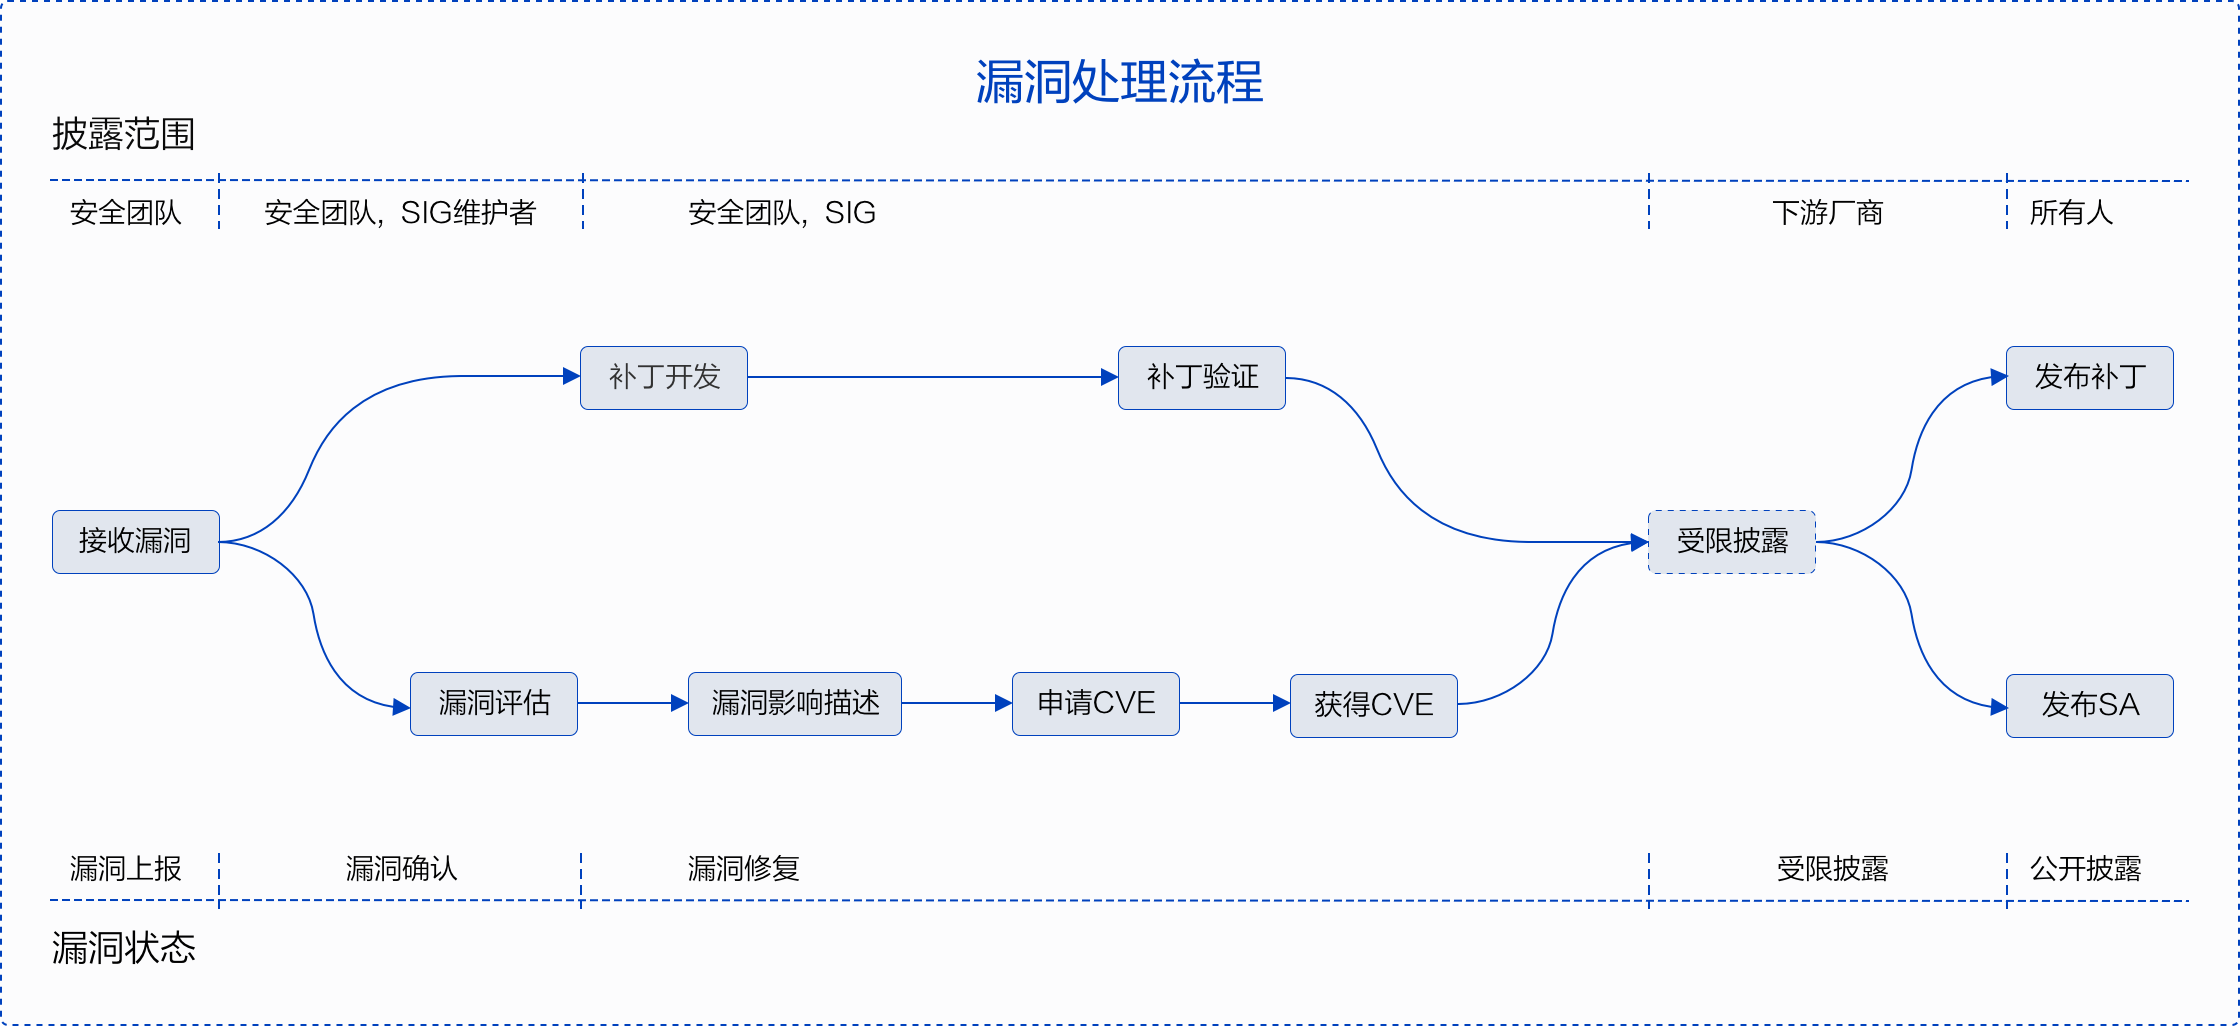 漏洞处理流程
披露范围
安全团队
安全团队，SIG维护者
安全团队，SIG
下游厂商
所有人
补丁开发
补丁验证
发布补丁
接收漏洞
受限披露
漏洞评估
漏洞影响描述
申请CVE
获得CVE
发布SA
漏洞上报
漏洞确认
漏洞修复
受限披露
公开披露
漏洞状态